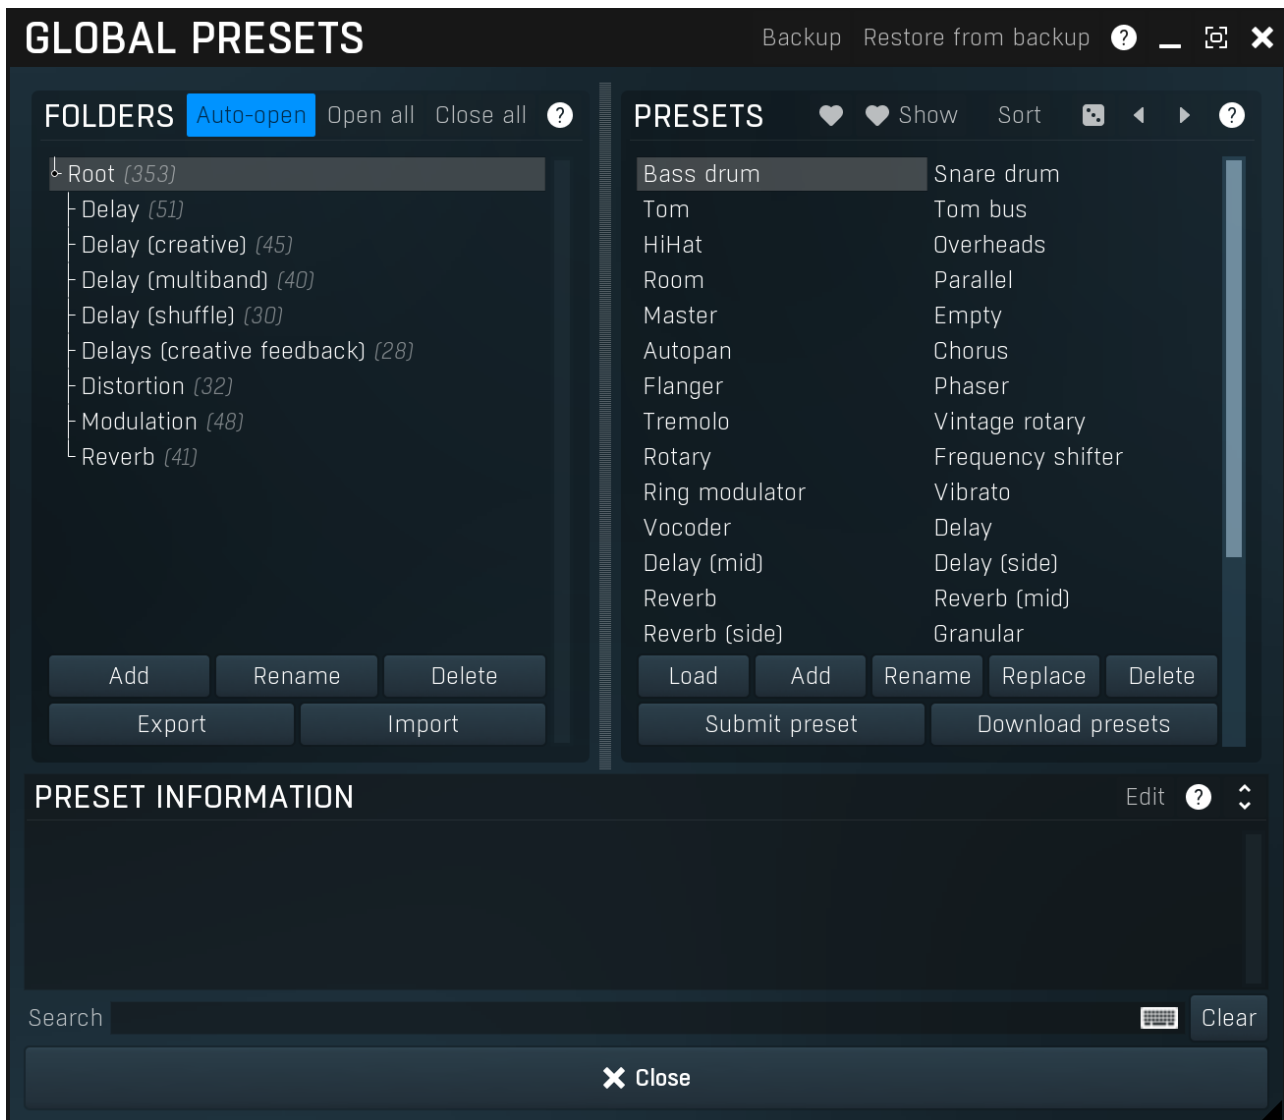 GLOBAL PRESETS Backup Restore from backup ?
FOLDERS Auto-open Open all Close all ?
Root (353)
Delay (51)
Delay (creative) (45)
Delay (multiband) (40)
Delay (shuffle) (30)
Delays (creative feedback) (28)
Distortion (32)
Modulation (48)
Reverb (41)
Add Rename Delete
Export Import
PRESETS Show Sort ?
Bass drum Snare drum
Tom Tom bus
HiHat Overheads
Room Parallel
Master Empty
Autopan Chorus
Flanger Phaser
Tremolo Vintage rotary
Rotary Frequency shifter
Ring modulator Vibrato
Vocoder Delay
Delay (mid) Delay (side)
Reverb Reverb (mid)
Reverb (side) Granular
Load Add Rename Replace Delete
Submit preset Download presets
PRESET INFORMATION Edit ?
Search Clear
Close